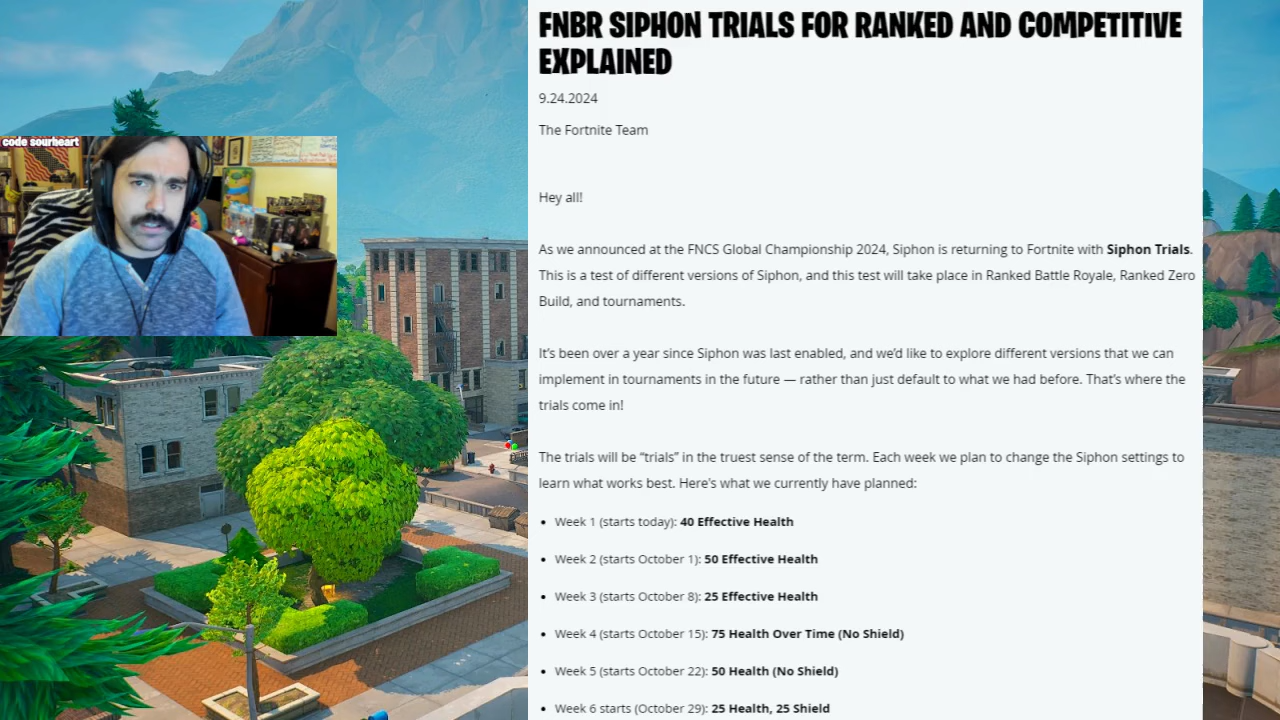 FNBR SIPHON TRIALS FOR RANKED AND COMPETITIVE
EXPLAINED
9.24.2024
The Fortnite Team
code sourheart
Hey all!
As we announced at the FNCS Global Championship 2024, Siphon is returning to Fortnite with Siphon Trials.
This is a test of different versions of Siphon, and this test will take place in Ranked Battle Royale, Ranked Zero
Build, and tournaments.
It's been over a year since Siphon was last enabled, and we'd like to explore different versions that we can
implement in tournaments in the future — rather than just default to what we had before. That's where the
trials come in!
The trials will be “trials” in the truest sense of the term. Each week we plan to change the Siphon settings to
learn what works best. Here's what we currently have planned:
• Week 1 (starts today): 40 Effective Health
• Week 2 (starts October 1): 50 Effective Health
• Week 3 (starts October 8): 25 Effective Health
• Week 4 (starts October 15): 75 Health Over Time (No Shield)
• Week 5 (starts October 22): 50 Health (No Shield)
• Week 6 starts (October 29): 25 Health, 25 Shield